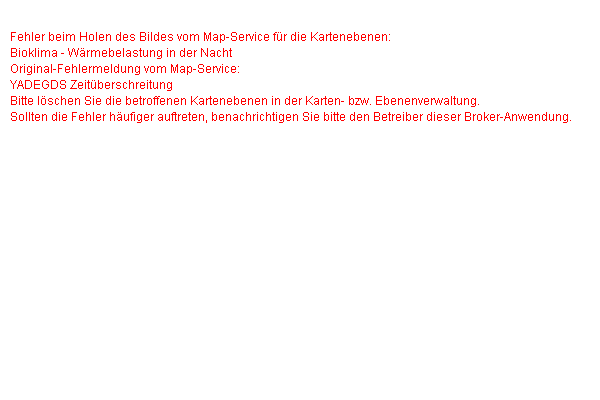 Fehler beim Holen des Bildes vom Map-Service für die Kartenebenen:
Bioklima - Wärmebelastung in der Nacht
Original-Fehlermeldung vom Map-Service:
YADEGDS Zeitüberschreitung
Bitte löschen Sie die betroffenen Kartenebenen in der Karten- bzw. Ebenenverwaltung.
Sollten die Fehler häufiger auftreten, benachrichtigen Sie bitte den Betreiber dieser Broker-Anwendung.